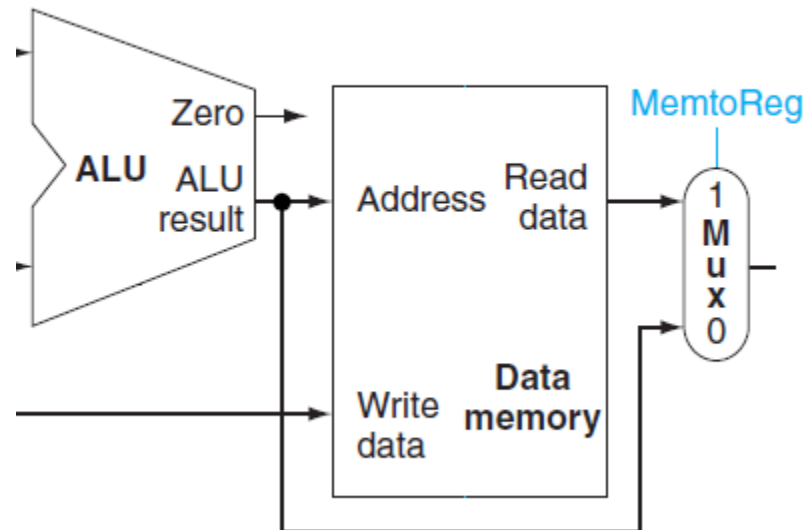 Zero
ALU
ALU
result
Address
Read
data
Write
data
Data
memory
MemtoReg
1
M
u
x
0